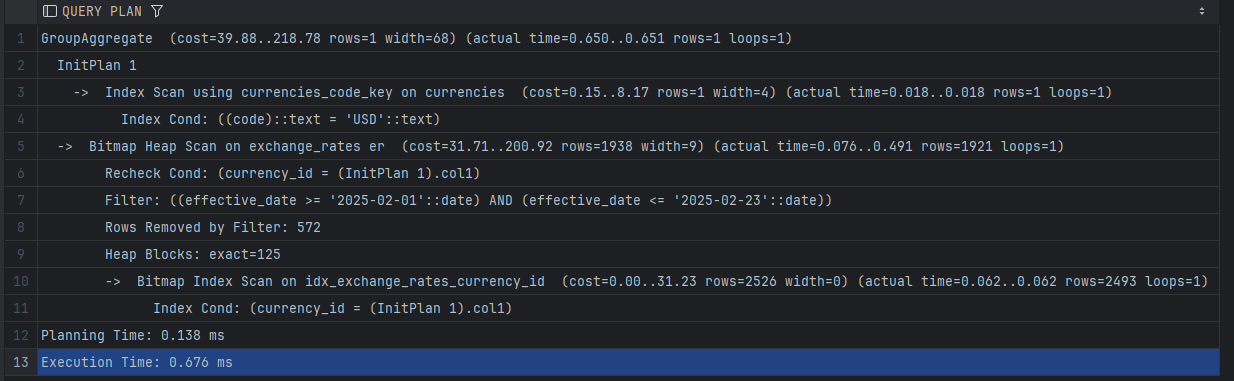 QUERY PLAN
1 GroupAggregate  (cost=39.88..218.78 rows=1 width=68) (actual time=0.650..0.651 rows=1 loops=1)
2   InitPlan 1
3     ->  Index Scan using currencies_code_key on currencies  (cost=0.15..8.17 rows=1 width=4) (actual time=0.018..0.018 rows=1 loops=1)
4           Index Cond: ((code)::text = 'USD'::text)
5   ->  Bitmap Heap Scan on exchange_rates er  (cost=31.71..200.92 rows=1938 width=9) (actual time=0.076..0.491 rows=1921 loops=1)
6         Recheck Cond: (currency_id = (InitPlan 1).col1)
7         Filter: ((effective_date >= '2025-02-01'::date) AND (effective_date <= '2025-02-23'::date))
8         Rows Removed by Filter: 572
9         Heap Blocks: exact=125
10         ->  Bitmap Index Scan on idx_exchange_rates_currency_id  (cost=0.00..31.23 rows=2526 width=0) (actual time=0.062..0.062 rows=2493 loops=1)
11               Index Cond: (currency_id = (InitPlan 1).col1)
12 Planning Time: 0.138 ms
13 Execution Time: 0.676 ms